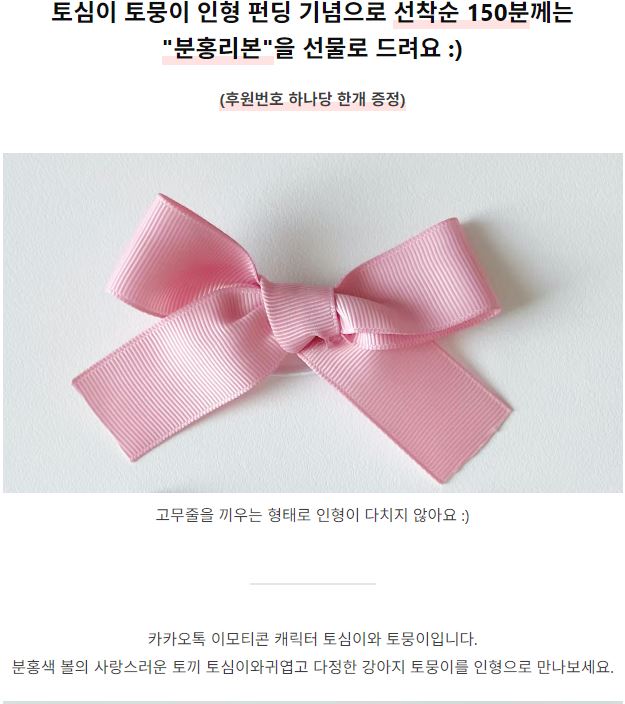 토심이 토뭉이 인형 펀딩 기념으로 선착순 150분께는
"분홍리본"을 선물로 드려요 :)
(후원번호 하나당 한개 증정)
고무줄을 끼우는 형태로 인형이 다치지 않아요 :)
카카오톡 이모티콘 캐릭터 토심이와 토뭉이입니다.
분홍색 볼의 사랑스러운 토끼 토심이와귀엽고 다정한 강아지 토뭉이를 인형으로 만나보세요.